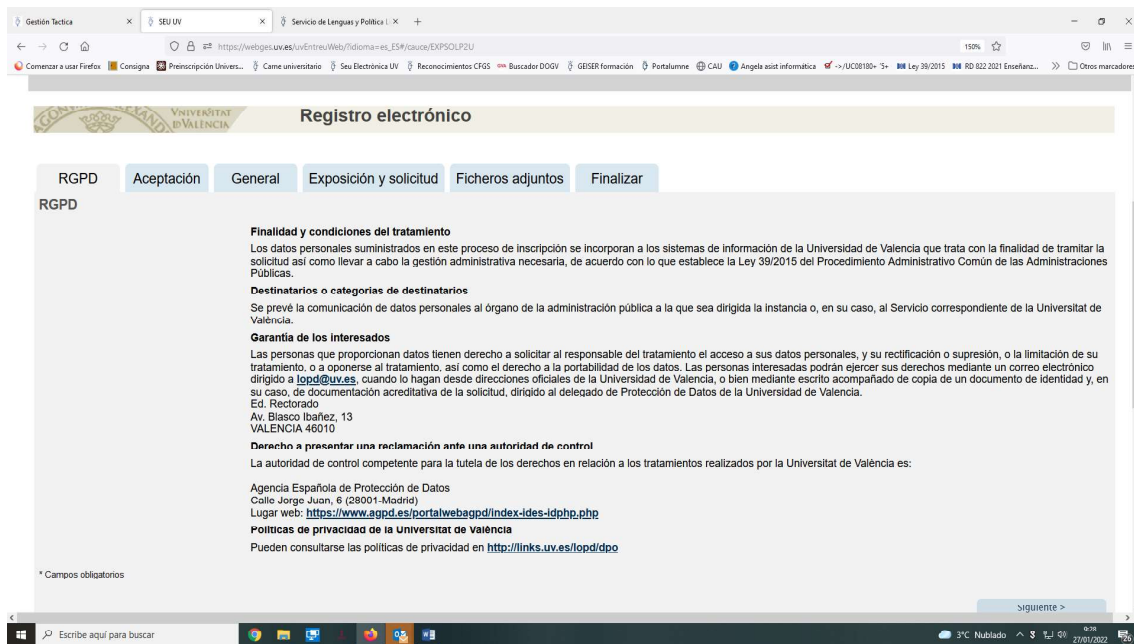 Gestión Tactica
SEU UV
Servicio de Lenguas y Política L
https://webges.uv.es/uvEntreuWeb/?idioma=es_ES#/cauce/EXPSOLP2U
150%
Comenzar a usar Firefox Consigna Preinscripción Univers... Carne universitario Seu Electrónica UV Reconocimientos CFGS Buscador DOGV GEISER formación Portalumne CAU Angela asist informática ->/UC08180+ '5+ Ley 39/2015 RD 822 2021 Enseñanz... Otros marcadores
VNIVERSITAT
ID VALÈNCIA
Registro electrónico
RGPD Aceptación General Exposición y solicitud Ficheros adjuntos Finalizar
RGPD
Finalidad y condiciones del tratamiento
Los datos personales suministrados en este proceso de inscripción se incorporan a los sistemas de información de la Universidad de Valencia que trata con la finalidad de tramitar la
solicitud así como llevar a cabo la gestión administrativa necesaria, de acuerdo con lo que establece la Ley 39/2015 del Procedimiento Administrativo Común de las Administraciones
Públicas.
Destinatarios o categorias de destinatarios
Se prevé la comunicación de datos personales al órgano de la administración pública a la que sea dirigida la instancia o, en su caso, al Servicio correspondiente de la Universitat de
València.
Garantía de los interesados
Las personas que proporcionan datos tienen derecho a solicitar al responsable del tratamiento el acceso a sus datos personales, y su rectificación o supresión, o la limitación de su
tratamiento, o a oponerse al tratamiento, así como el derecho a la portabilidad de los datos. Las personas interesadas podrán ejercer sus derechos mediante un correo electrónico
dirigido a lopd@uv.es, cuando lo hagan desde direcciones oficiales de la Universidad de Valencia, o bien mediante escrito acompañado de copia de un documento de identidad y, en
su caso, de documentación acreditativa de la solicitud, dirigido al delegado de Protección de Datos de la Universidad de Valencia.
Ed. Rectorado
Av. Blasco Ibañez, 13
VALENCIA 46010
Derecho a presentar una reclamación ante una autoridad de control
La autoridad de control competente para la tutela de los derechos en relación a los tratamientos realizados por la Universitat de València es:
Agencia Española de Protección de Datos
Calle Jorge Juan, 6 (28001-Madrid)
Lugar web: https://www.agpd.es/portalwebagpd/index-ides-idphp.php
Políticas de privacidad de la Universitat de València
Pueden consultarse las políticas de privacidad en http://links.uv.es/lopd/dpo
* Campos obligatorios
Siguiente >
Escribe aquí para buscar
3°C Nublado
9:28
27/01/2022